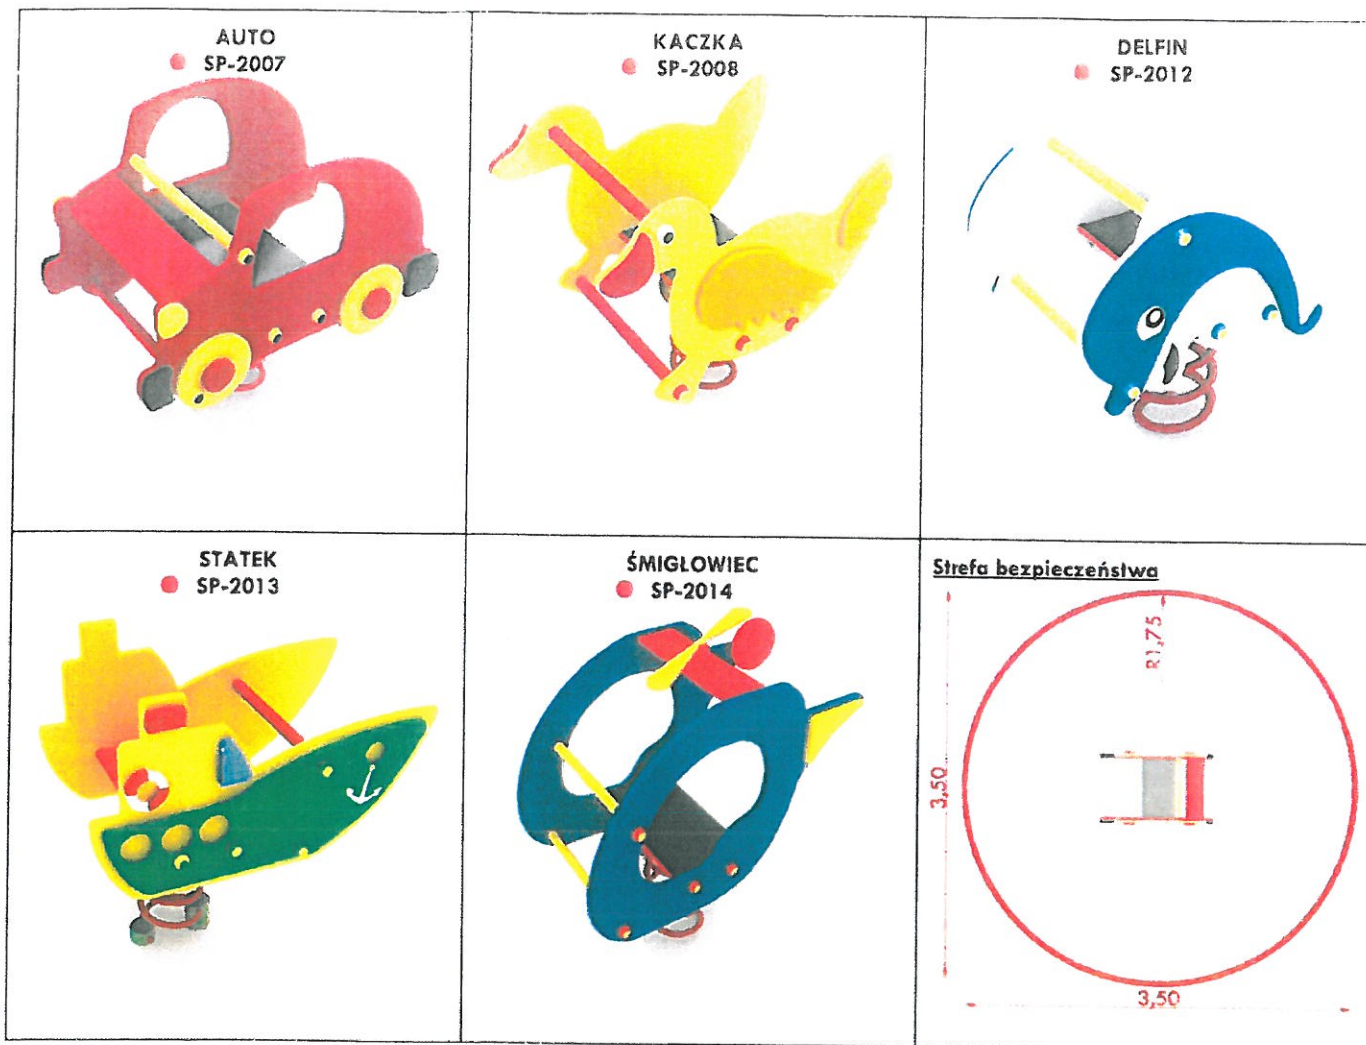 AUTO
SP-2007
KACZKA
SP-2008
DELFIN
SP-2012
STATEK
SP-2013
ŚMIGŁOWIEC
SP-2014
Strefa bezpieczeństwa
R1,75
3,50
3,50